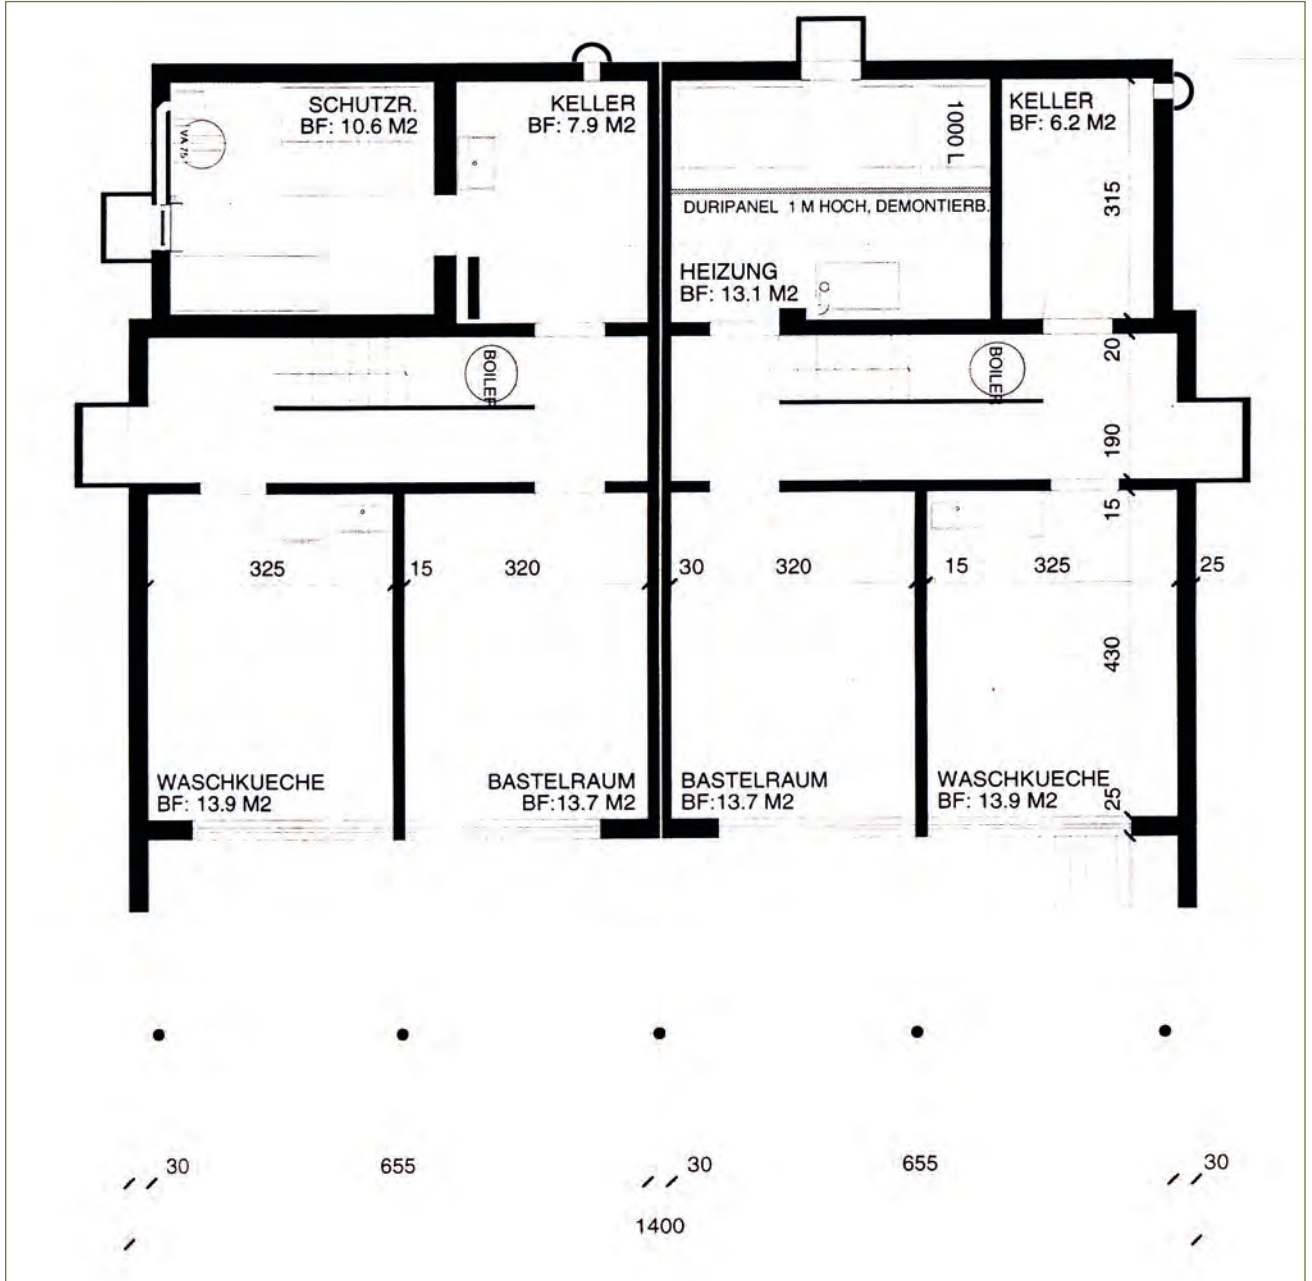 SCHUTZR.
BF: 10.6 M2
VA 75
KELLER
BF: 7.9 M2
1000 L
KELLER
BF: 6.2 M2
315
DURIPANEL 1 M HOCH, DEMONTIERB.
HEIZUNG
BF: 13.1 M2
BOILER
BOILER
20
190
15
325
15
320
30
320
15
325
25
430
WASCHKUECHE
BF: 13.9 M2
BASTELRAUM
BF:13.7 M2
BASTELRAUM
BF:13.7 M2
WASCHKUECHE
BF: 13.9 M2
25
30
655
30
655
30
1400